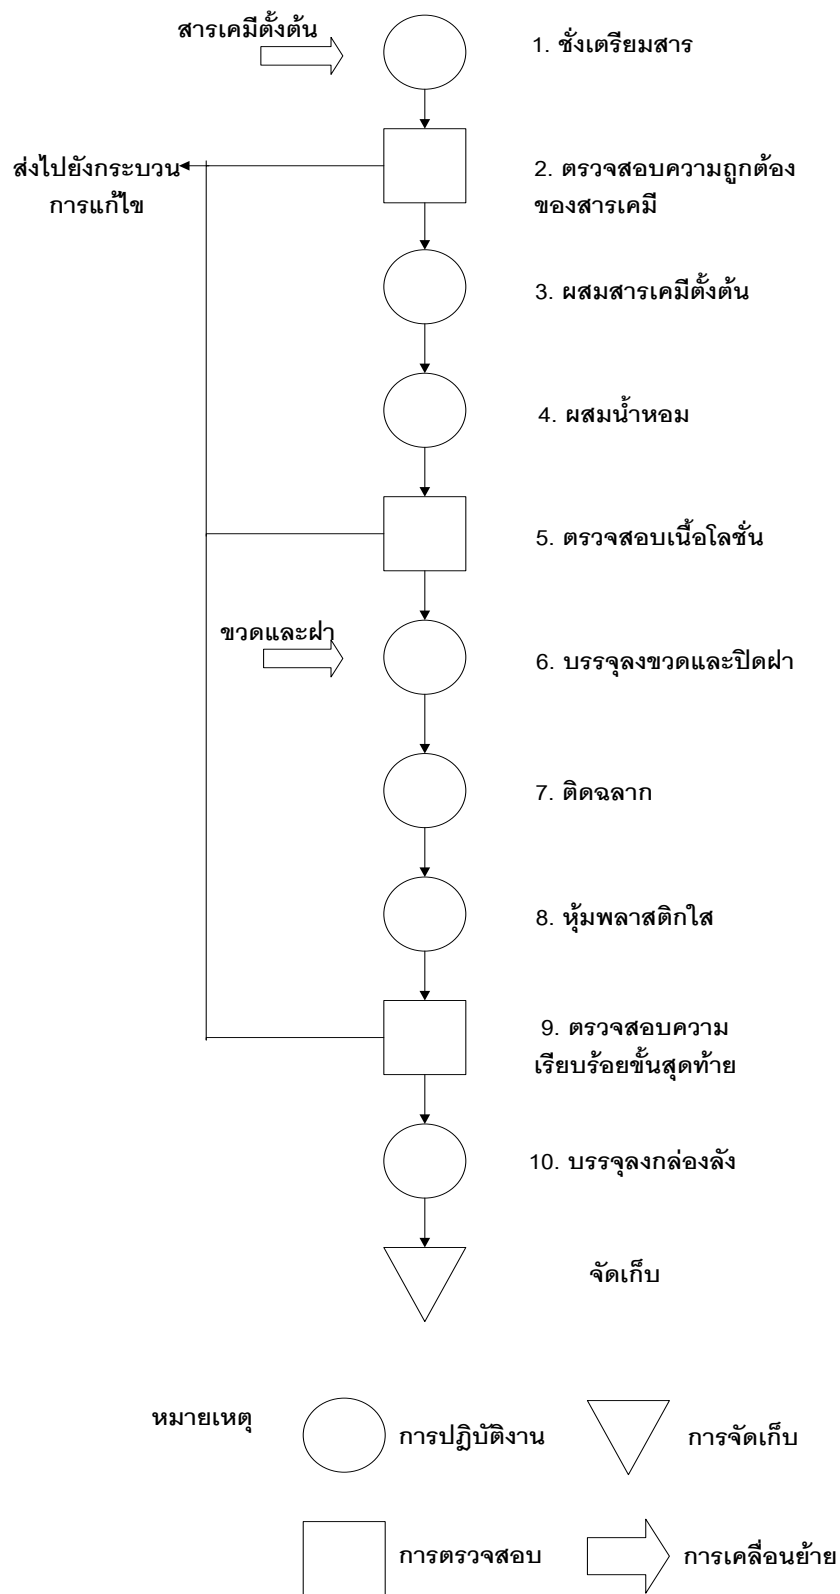 สารเคมีตั้งต้น
1. ชั่งเตรียมสาร
ส่งไปยังกระบวน
การแก้ไข
2. ตรวจสอบความถูกต้อง
ของสารเคมี
3. ผสมสารเคมีตั้งต้น
4. ผสมน้ำหอม
5. ตรวจสอบเนื้อโลชั่น
ขวดและฝา
6. บรรจุลงขวดและปิดฝา
7. ติดฉลาก
8. หุ้มพลาสติกใส
9. ตรวจสอบความ
เรียบร้อยขั้นสุดท้าย
10. บรรจุลงกล่องลัง
จัดเก็บ
หมายเหตุ
การปฎิบัติงาน
การจัดเก็บ
การตรวจสอบ
การเคลื่อนย้าย